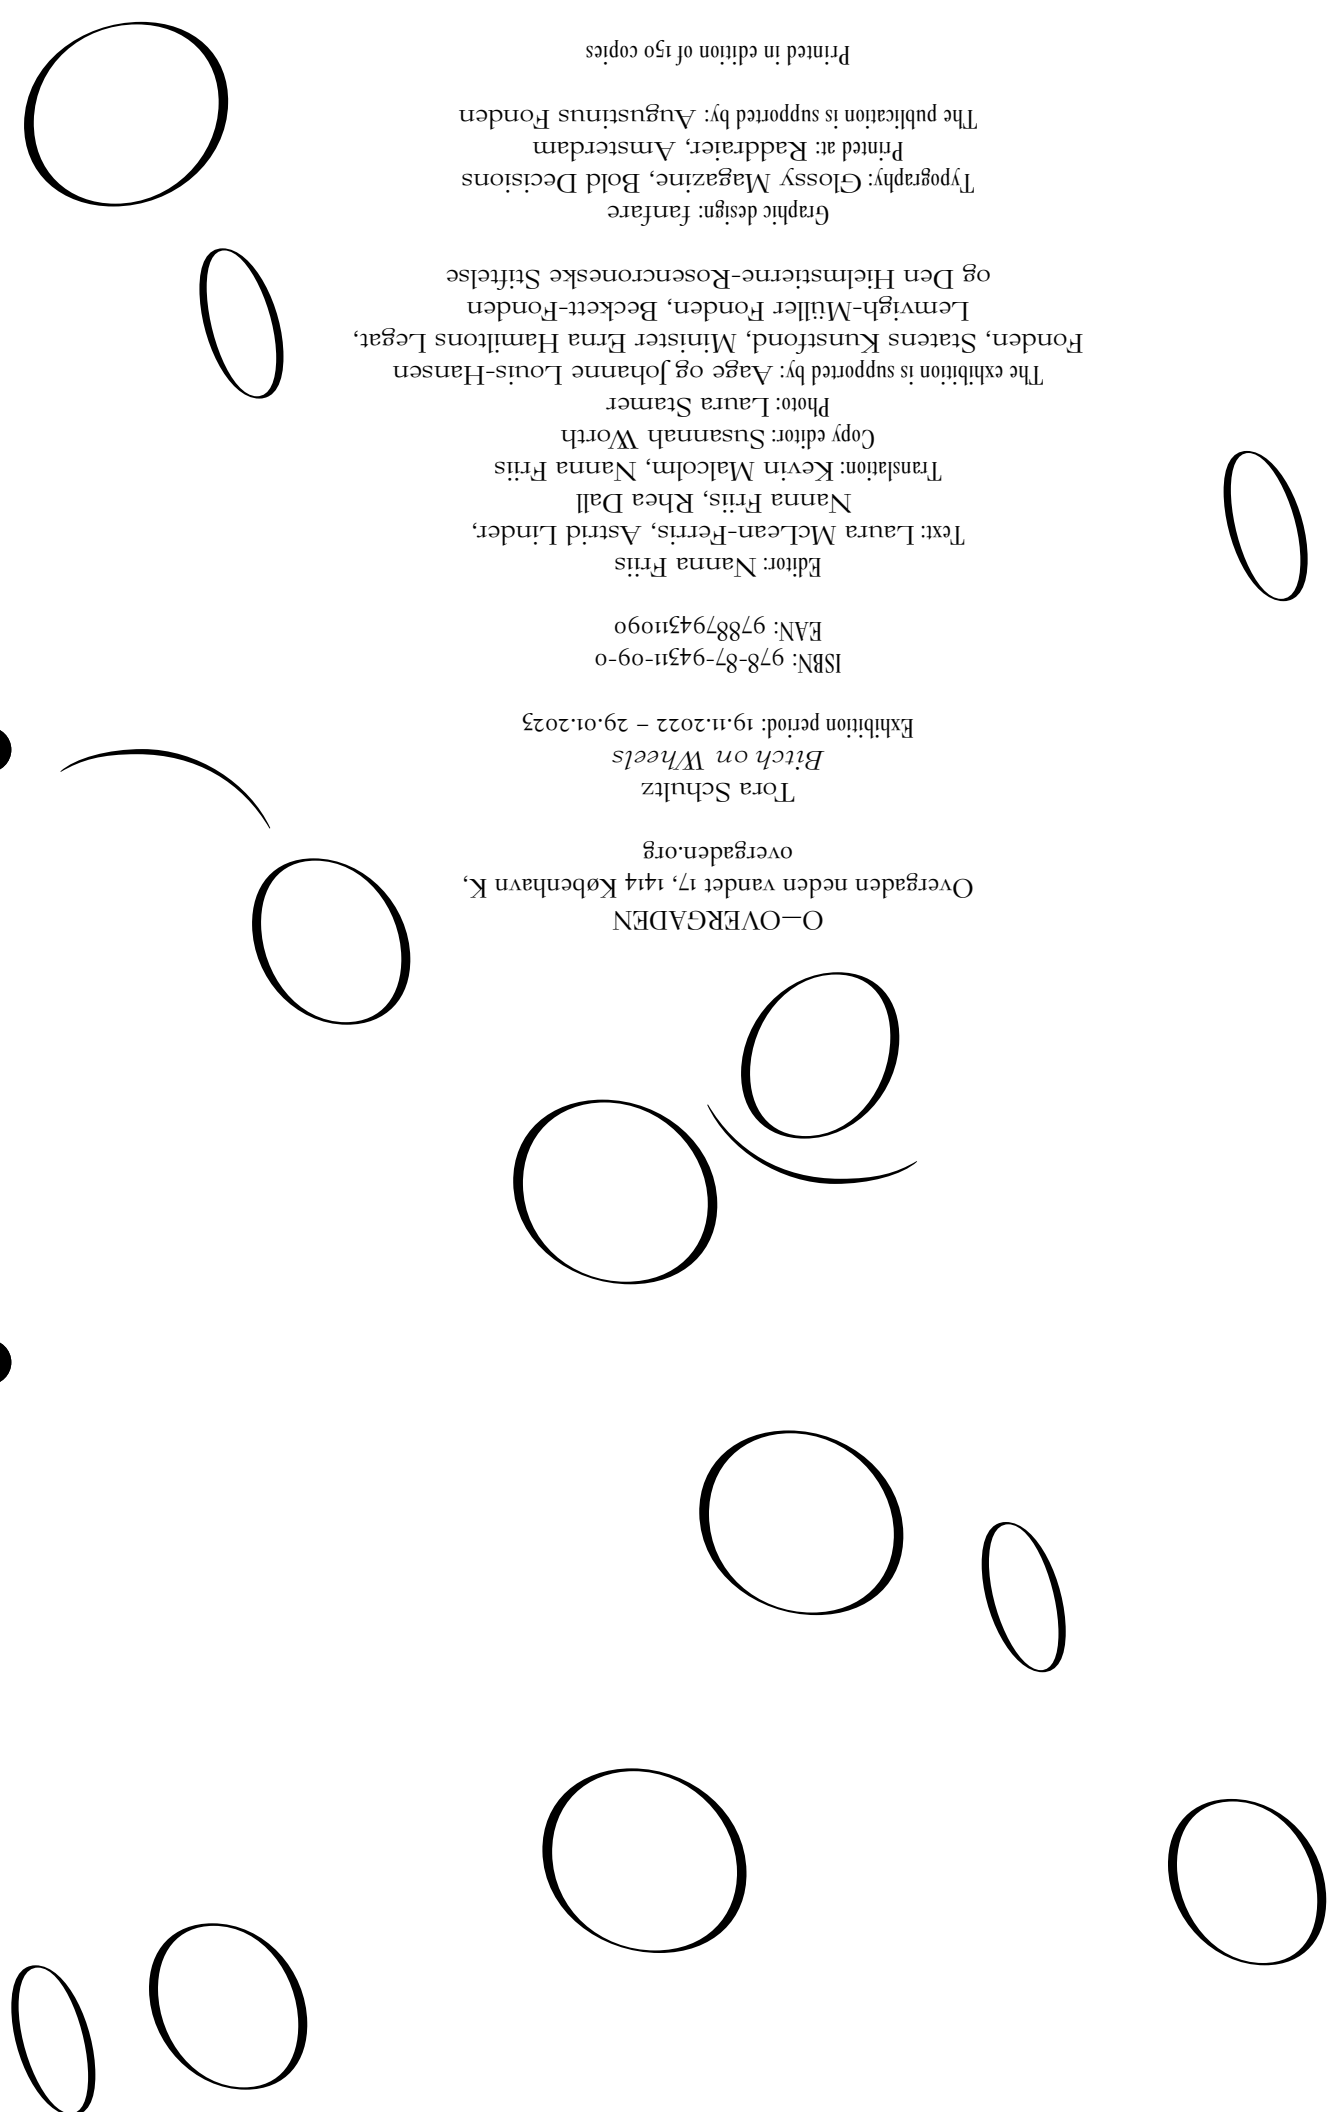 O—OVERGADEN
Overgaden neden vandet 17, 1414 København K,
overgaden.org
Tora Schultz
Bitch on Wheels
Exhibition period: 19.11.2022 – 29.01.2023
ISBN: 978-87-94311-09-0
EAN: 9788794311090
Editor: Nanna Friis
Text: Laura McLean-Ferris, Astrid Linder,
Nanna Friis, Rhea Dall
Translation: Kevin Malcolm, Nanna Friis
Copy editor: Susannah Worth
Photo: Laura Stamer
The exhibition is supported by: Aage og Johanne Louis-Hansen
Fonden, Statens Kunstfond, Minister Erna Hamiltons Legat,
Lemvigh-Müller Fonden, Beckett-Fonden
og Den Hielmstierne-Rosencroneske Stiftelse
Graphic design: fanfare
Typography: Glossy Magazine, Bold Decisions
Printed at: Raddraier, Amsterdam
The publication is supported by: Augustinus Fonden
Printed in edition of 150 copies